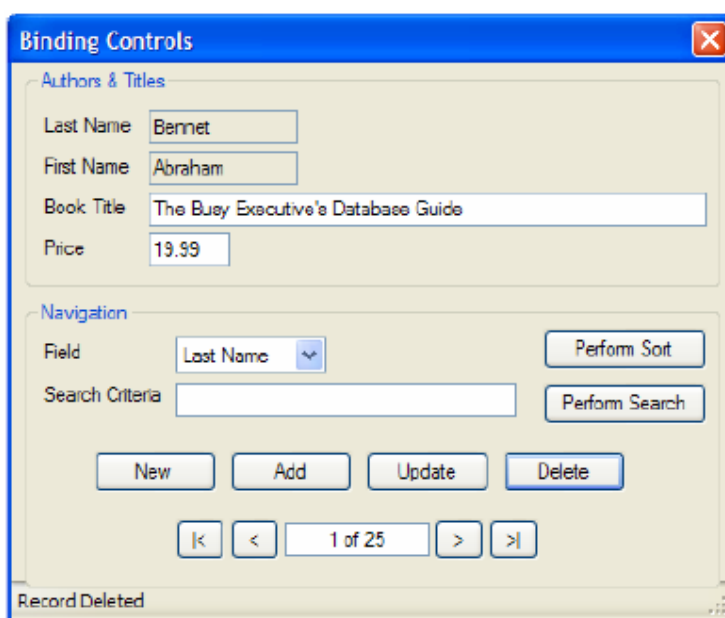 Binding Controls
Authors & Titles
Last Name Bennet
First Name Abraham
Book Title The Busy Executive's Database Guide
Price 19.99
Navigation
Field Last Name Perform Sort
Search Criteria Perform Search
New Add Update Delete
|< < 1 of 25 > >|
Record Deleted